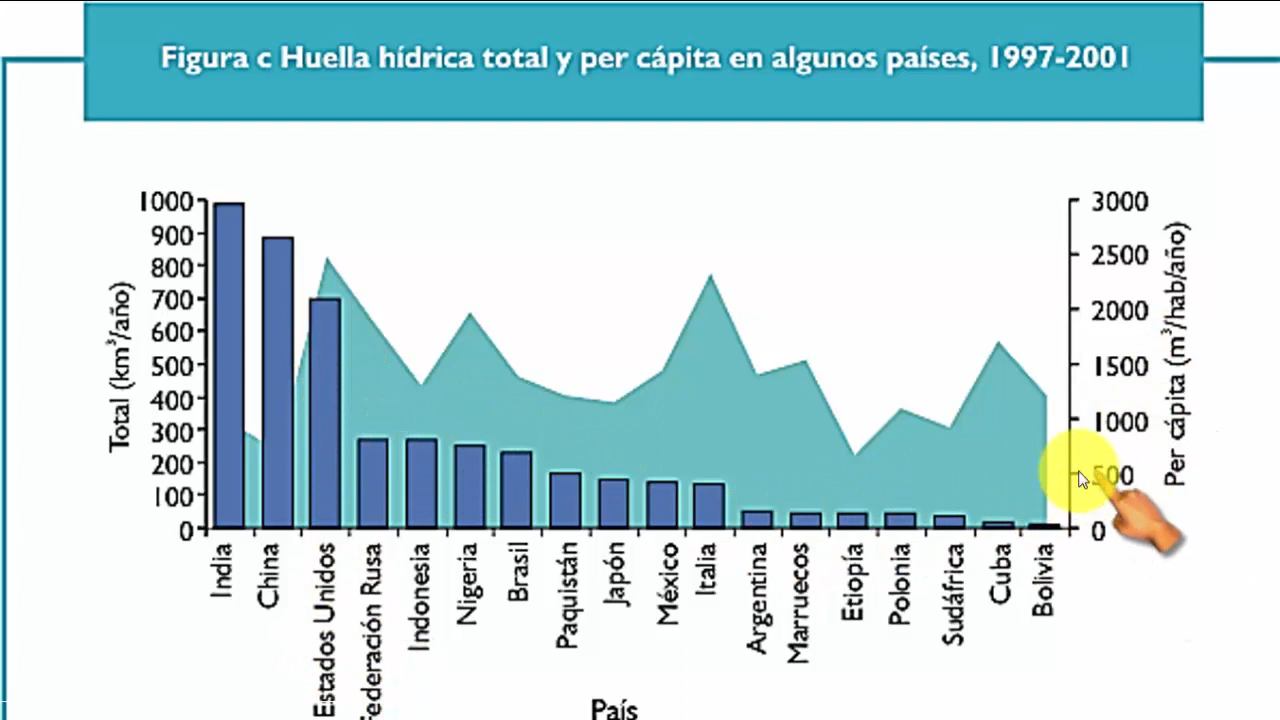 Figura c Huella hídrica total y per cápita en algunos países, 1997-2001
1000
900
800
700
600
500
400
300
200
100
0
Total (km³/año)
3000
2500
2000
1500
1000
500
0
Per cápita (m³/hab/año)
India
China
Estados Unidos
Federación Rusa
Indonesia
Nigeria
Brasil
Paquistán
Japón
México
Italia
Argentina
Marruecos
Etiopía
Polonia
Sudáfrica
Cuba
Bolivia
País